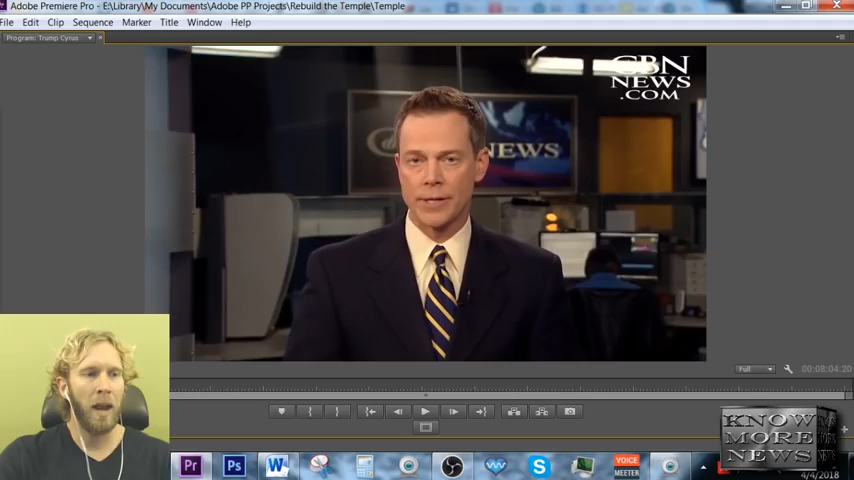 Adobe Premiere Pro - E:\Library\My Documents\Adobe PP Projects\Rebuild the Temple\Temple
File Edit Clip Sequence Marker Title Window Help
Program: Trump Cyrus
CBN
NEWS
.COM
NEWS
Full
00:08:04:20
KNOW
MORE
NEWS
Pr
Ps
W
S
VOICE
MEETER
4/4/2018